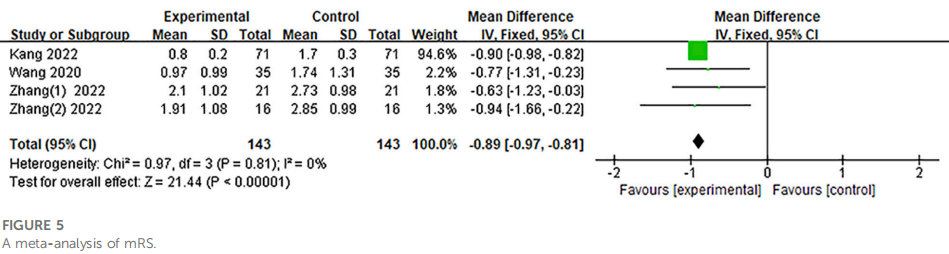 Experimental Control Mean Difference Mean Difference
Study or Subgroup Mean SD Total Mean SD Total Weight IV, Fixed, 95% CI IV, Fixed, 95% CI
Kang 2022 0.8 0.2 71 1.7 0.3 71 94.6% -0.90 [-0.98, -0.82]
Wang 2020 0.97 0.99 35 1.74 1.31 35 2.2% -0.77 [-1.31, -0.23]
Zhang(1) 2022 2.1 1.02 21 2.73 0.98 21 1.8% -0.63 [-1.23, -0.03]
Zhang(2) 2022 1.91 1.08 16 2.85 0.99 16 1.3% -0.94 [-1.66, -0.22]
Total (95% CI) 143 143 100.0% -0.89 [-0.97, -0.81]
Heterogeneity: Chi² = 0.97, df = 3 (P = 0.81); I² = 0%
Test for overall effect: Z = 21.44 (P < 0.00001)
-2 -1 0 1 2
Favours [experimental] Favours [control]
FIGURE 5
A meta-analysis of mRS.